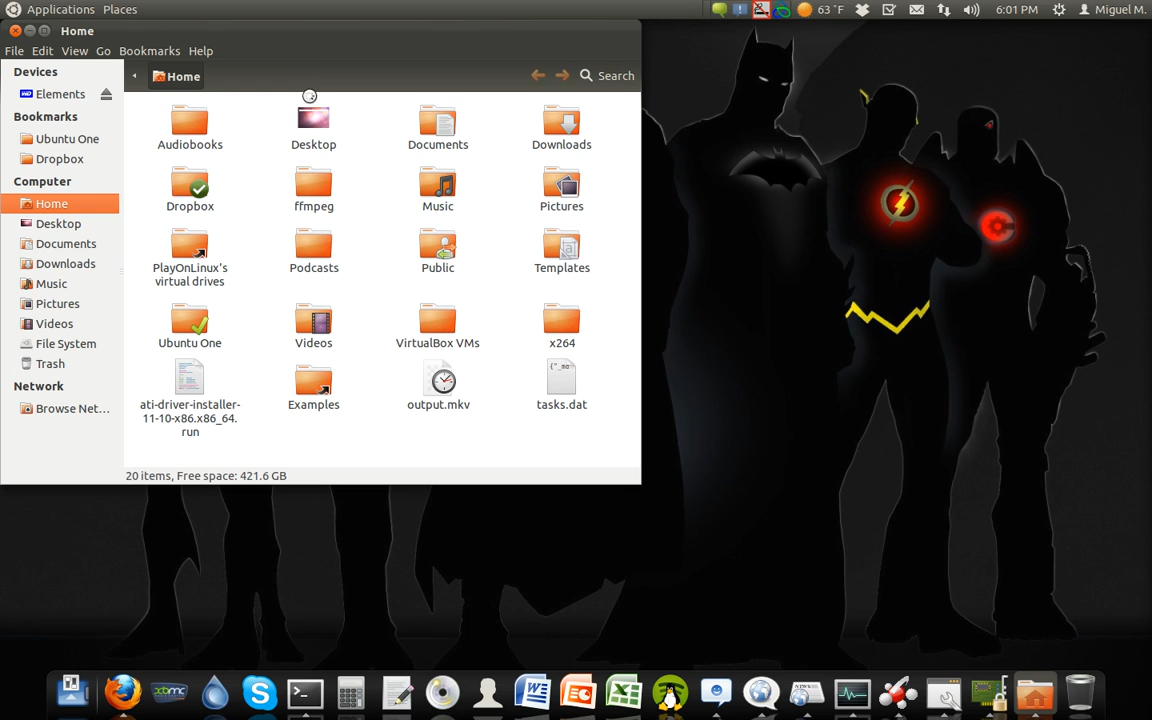 Applications Places
63 °F
6:01 PM
Miguel M.
Home
File Edit View Go Bookmarks Help
Devices
Elements
Bookmarks
Ubuntu One
Dropbox
Computer
Home
Desktop
Documents
Downloads
Music
Pictures
Videos
File System
Trash
Network
Browse Net...
Home
Search
Audiobooks
Desktop
Documents
Downloads
Dropbox
ffmpeg
Music
Pictures
PlayOnLinux's
virtual drives
Podcasts
Public
Templates
Ubuntu One
Videos
VirtualBox VMs
x264
ati-driver-installer-
11-10-x86.x86_64.
run
Examples
output.mkv
{"_ma
tasks.dat
20 items, Free space: 421.6 GB
xbmc